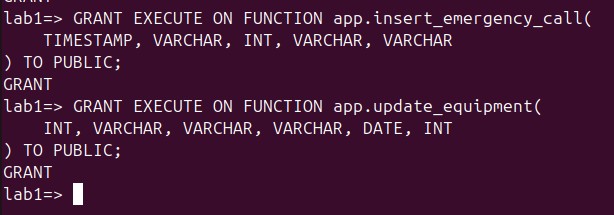 GRANT
lab1=> GRANT EXECUTE ON FUNCTION app.insert_emergency_call(
    TIMESTAMP, VARCHAR, INT, VARCHAR, VARCHAR
) TO PUBLIC;
GRANT
lab1=> GRANT EXECUTE ON FUNCTION app.update_equipment(
    INT, VARCHAR, VARCHAR, VARCHAR, DATE, INT
) TO PUBLIC;
GRANT
lab1=>